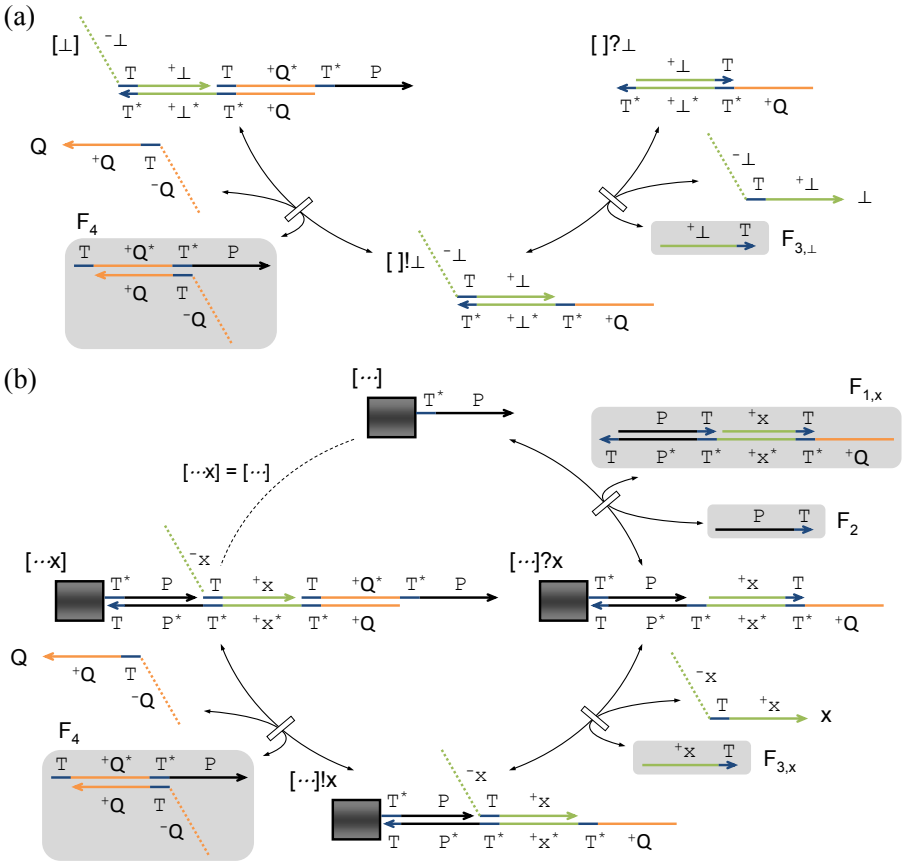 (a)
[⊥] ⁻⊥ [ ]?⊥
T ⁺⊥ T ⁺Q* T* P
T* ⁺⊥* T* ⁺Q
⁺⊥ T
T* ⁺⊥* T* ⁺Q
Q ⁺Q T ⁻Q
⁻⊥ T ⁺⊥ ⊥
F₄
T ⁺Q* T* P
⁺Q T
⁻Q
⁺⊥ T F₃,⊥
[ ]!⊥ ⁻⊥
T ⁺⊥
T* ⁺⊥* T* ⁺Q
(b)
[···]
T* P
F₁,ₓ
P T ⁺x T
T P* T* ⁺x* T* ⁺Q
[···x] = [···]
P T F₂
[···x] ⁻x
T* P T ⁺x T ⁺Q* T* P
T P* T* ⁺x* T* ⁺Q
[···]?x
T* P ⁺x T
T P* T* ⁺x* T* ⁺Q
Q ⁺Q T ⁻Q
⁻x T ⁺x x
F₄
T ⁺Q* T* P
⁺Q T
⁻Q
⁺x T F₃,ₓ
[···]!x ⁻x
T* P T ⁺x
T P* T* ⁺x* T* ⁺Q